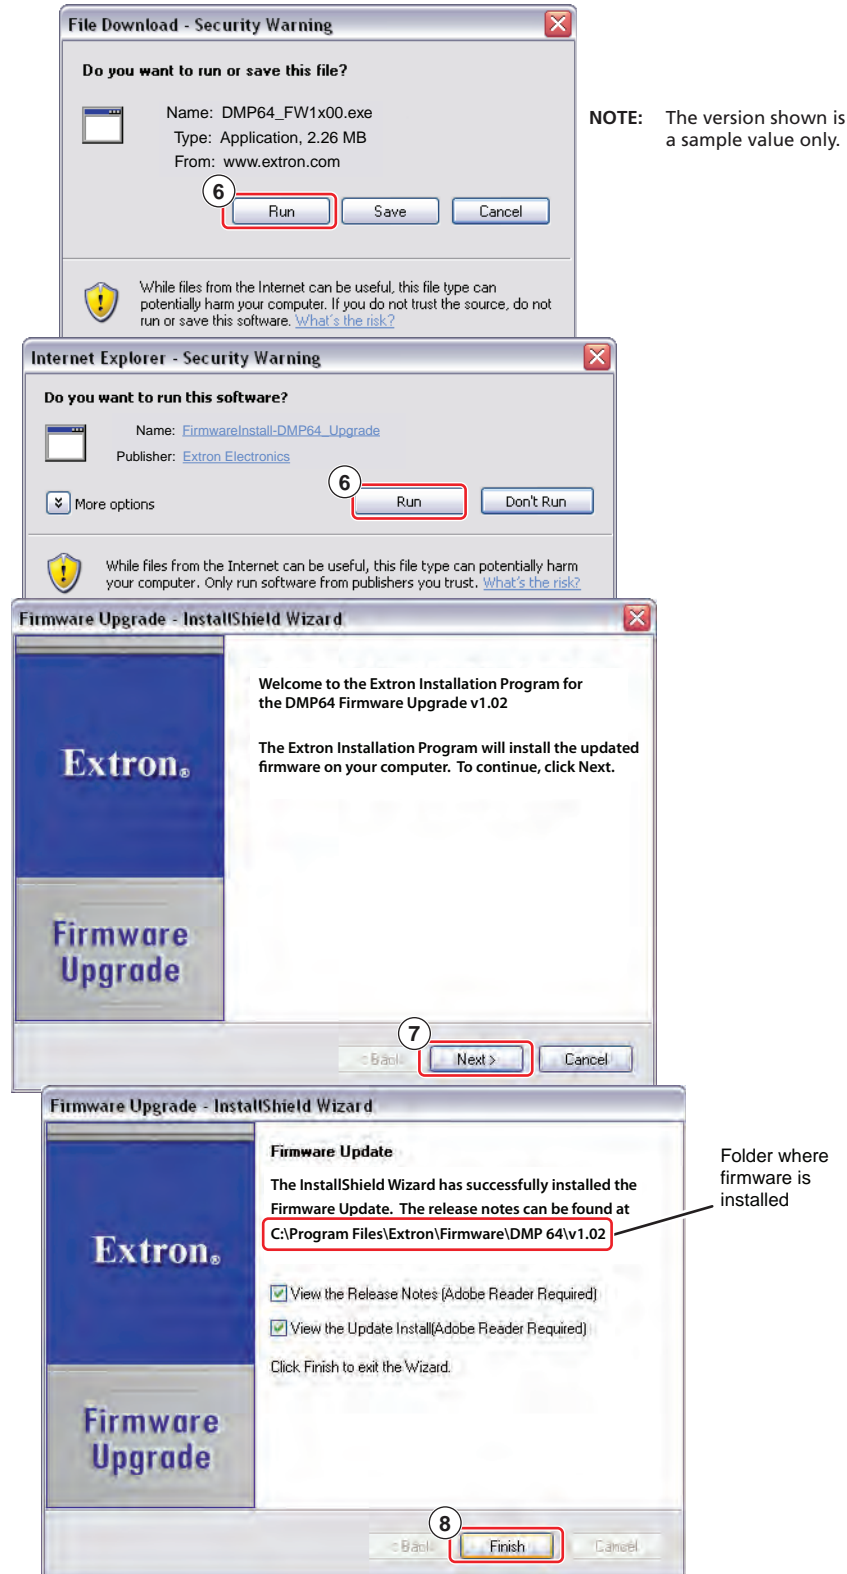 File Download - Security Warning
Do you want to run or save this file?
Name: DMP64_FW1x00.exe
Type: Application, 2.26 MB
From: www.extron.com
NOTE: The version shown is
a sample value only.
6
Run Save Cancel
While files from the Internet can be useful, this file type can
potentially harm your computer. If you do not trust the source, do not
run or save this software. What's the risk?
Internet Explorer - Security Warning
Do you want to run this software?
Name: FirmwareInstall-DMP64_Upgrade
Publisher: Extron Electronics
6
More options Run Don't Run
While files from the Internet can be useful, this file type can potentially harm
your computer. Only run software from publishers you trust. What's the risk?
Firmware Upgrade - InstallShield Wizard
Welcome to the Extron Installation Program for
the DMP64 Firmware Upgrade v1.02
The Extron Installation Program will install the updated
firmware on your computer. To continue, click Next.
Extron®
Firmware
Upgrade
7
< Back Next > Cancel
Firmware Upgrade - InstallShield Wizard
Firmware Update
The InstallShield Wizard has successfully installed the
Firmware Update. The release notes can be found at
C:\Program Files\Extron\Firmware\DMP 64\v1.02
Folder where
firmware is
installed
Extron®
View the Release Notes (Adobe Reader Required)
View the Update Install(Adobe Reader Required)
Click Finish to exit the Wizard.
Firmware
Upgrade
8
< Back Finish Cancel